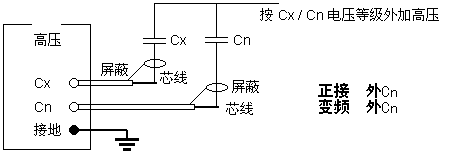 按 Cx / Cn 电压等级外加高压
高压
Cx
Cn
屏蔽
Cx
芯线
屏蔽
正接 外Cn
Cn
芯线
变频 外Cn
接地